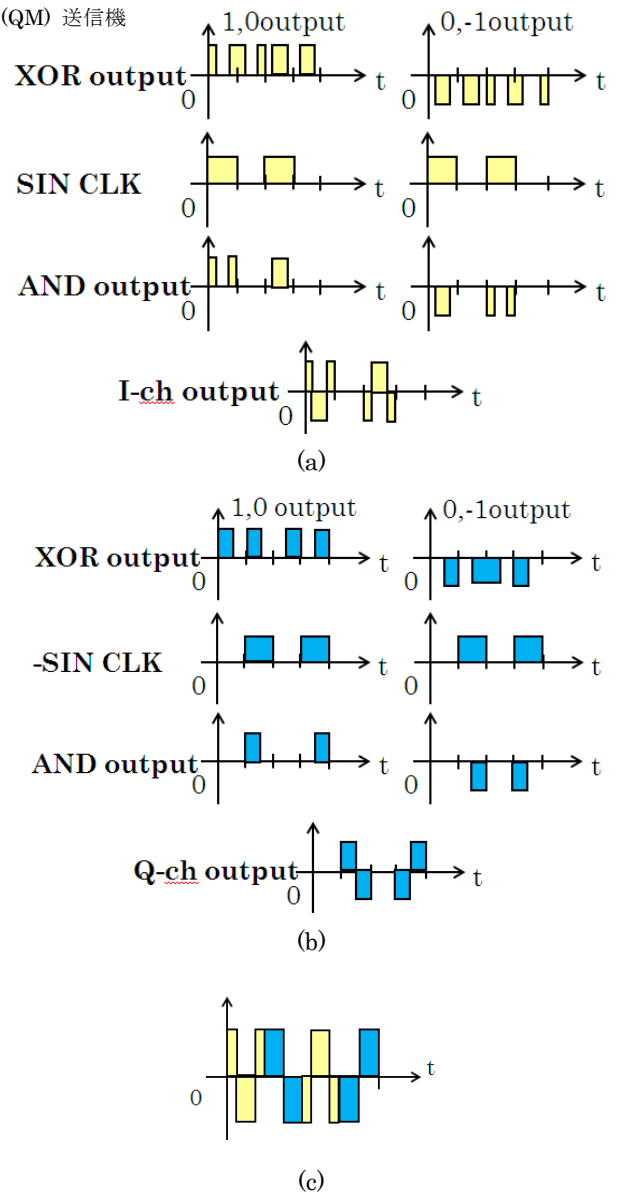 (QM) 送信機
1,0output
0,-1output
XOR output
0
t
0
t
SIN CLK
0
t
0
t
AND output
0
t
0
t
I-ch output
0
t
(a)
1,0 output
0,-1output
XOR output
0
t
0
t
-SIN CLK
0
t
0
t
AND output
0
t
0
t
Q-ch output
0
t
(b)
0
t
(c)